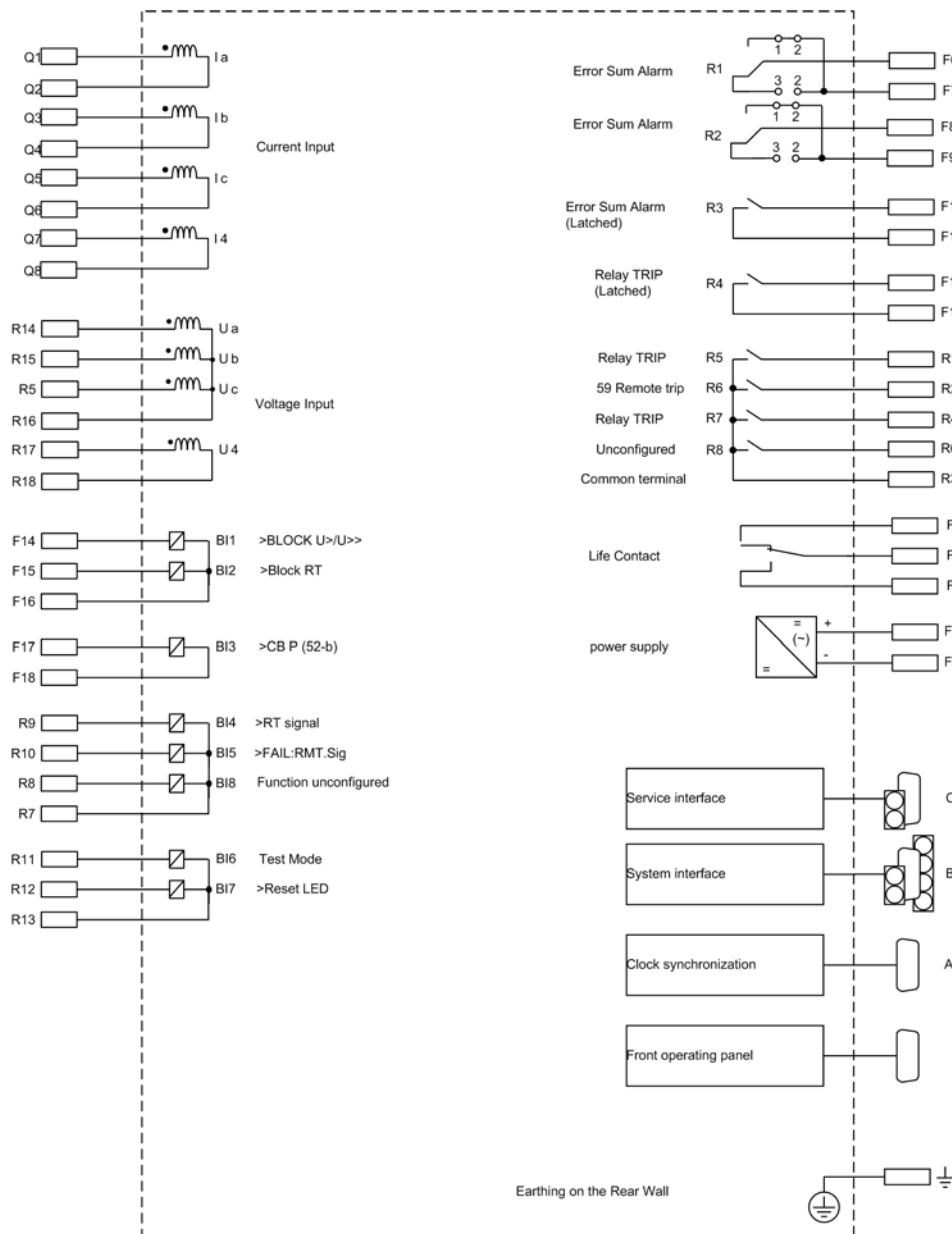 Q1 Ia
Q2
Q3 Ib
Q4
Current Input
Q5 Ic
Q6
Q7 I4
Q8
R14 Ua
R15 Ub
R5 Uc
R16
Voltage Input
R17 U4
R18
F14 BI1 >BLOCK U>/U>>
F15 BI2 >Block RT
F16
F17 BI3 >CB P (52-b)
F18
R9 BI4 >RT signal
R10 BI5 >FAIL:RMT.Sig
R8 BI8 Function unconfigured
R7
R11 BI6 Test Mode
R12 BI7 >Reset LED
R13
1 2
Error Sum Alarm R1
3 2
1 2
Error Sum Alarm R2 F8
3 2
F9
Error Sum Alarm R3
(Latched)
Relay TRIP R4
(Latched)
Relay TRIP R5
59 Remote trip R6
Relay TRIP R7
Unconfigured R8
Common terminal
Life Contact
power supply
= +
(~)
= -
Service interface
System interface B
Clock synchronization A
Front operating panel
Earthing on the Rear Wall